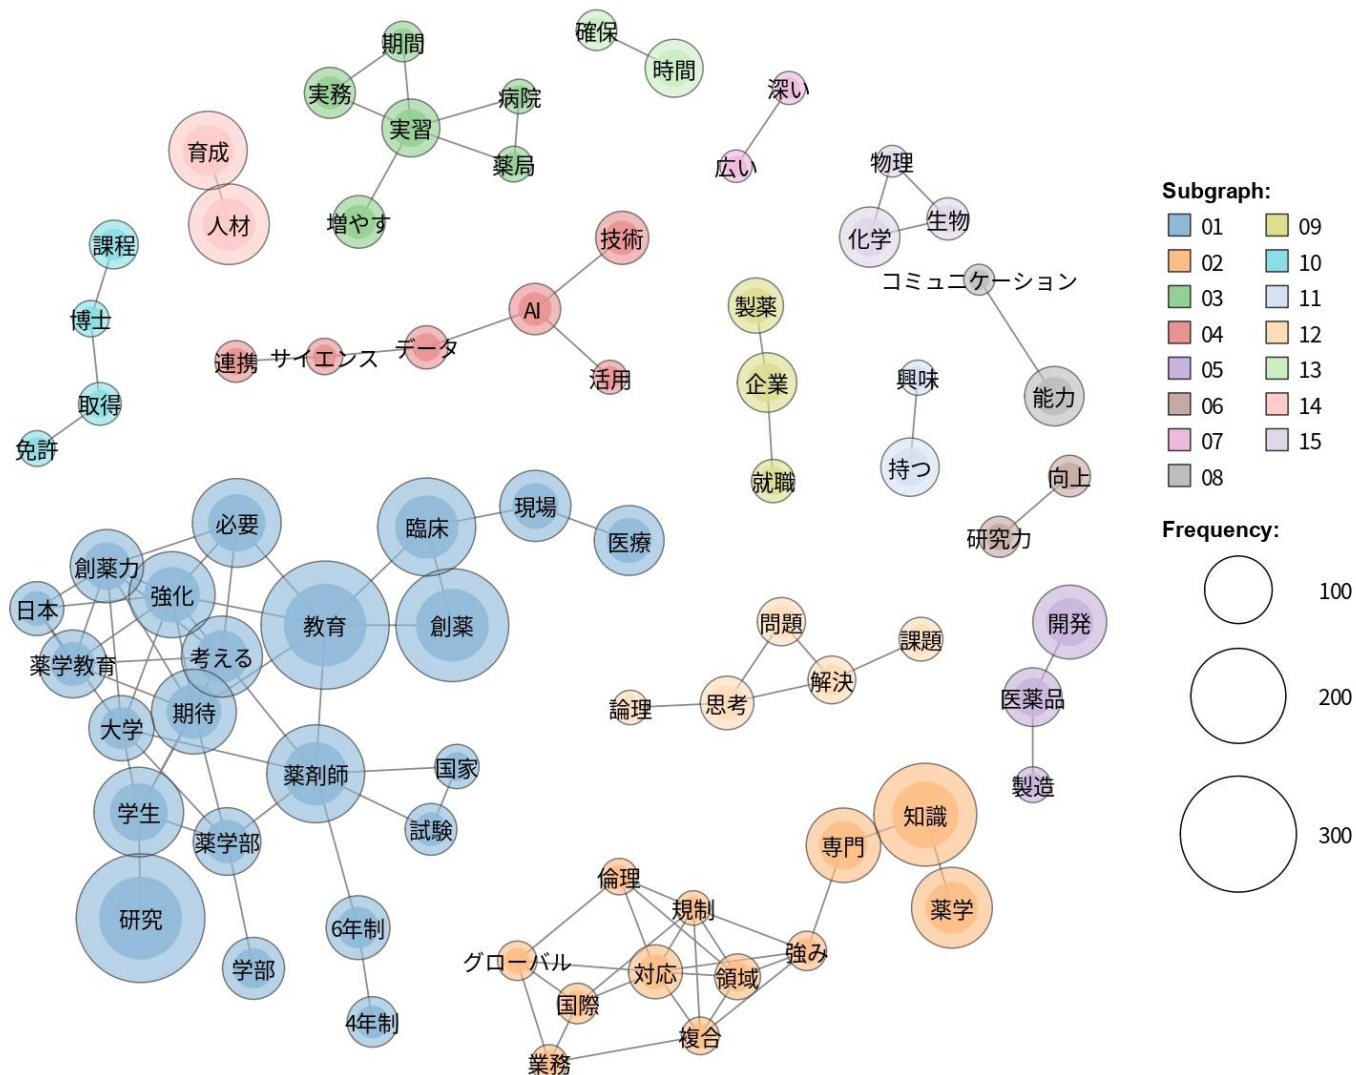 確保
期間
時間
深い
実務
病院
実習
育成
薬局
物理
広い
人材
増やす
生物
化学
課程
技術
コミュニケーション
製薬
AI
博士
連携
サイエンス
データ
活用
企業
興味
能力
取得
免許
持つ
就職
向上
現場
必要
臨床
医療
研究力
創薬力
強化
日本
教育
創薬
問題
開発
薬学教育
考える
課題
解決
医薬品
論理
思考
期待
大学
薬剤師
国家
製造
学生
薬学部
試験
知識
専門
研究
倫理
規制
薬学
6年制
強み
学部
グローバル
対応
領域
国際
4年制
複合
業務
Subgraph:
01
02
03
04
05
06
07
08
09
10
11
12
13
14
15
Frequency:
100
200
300